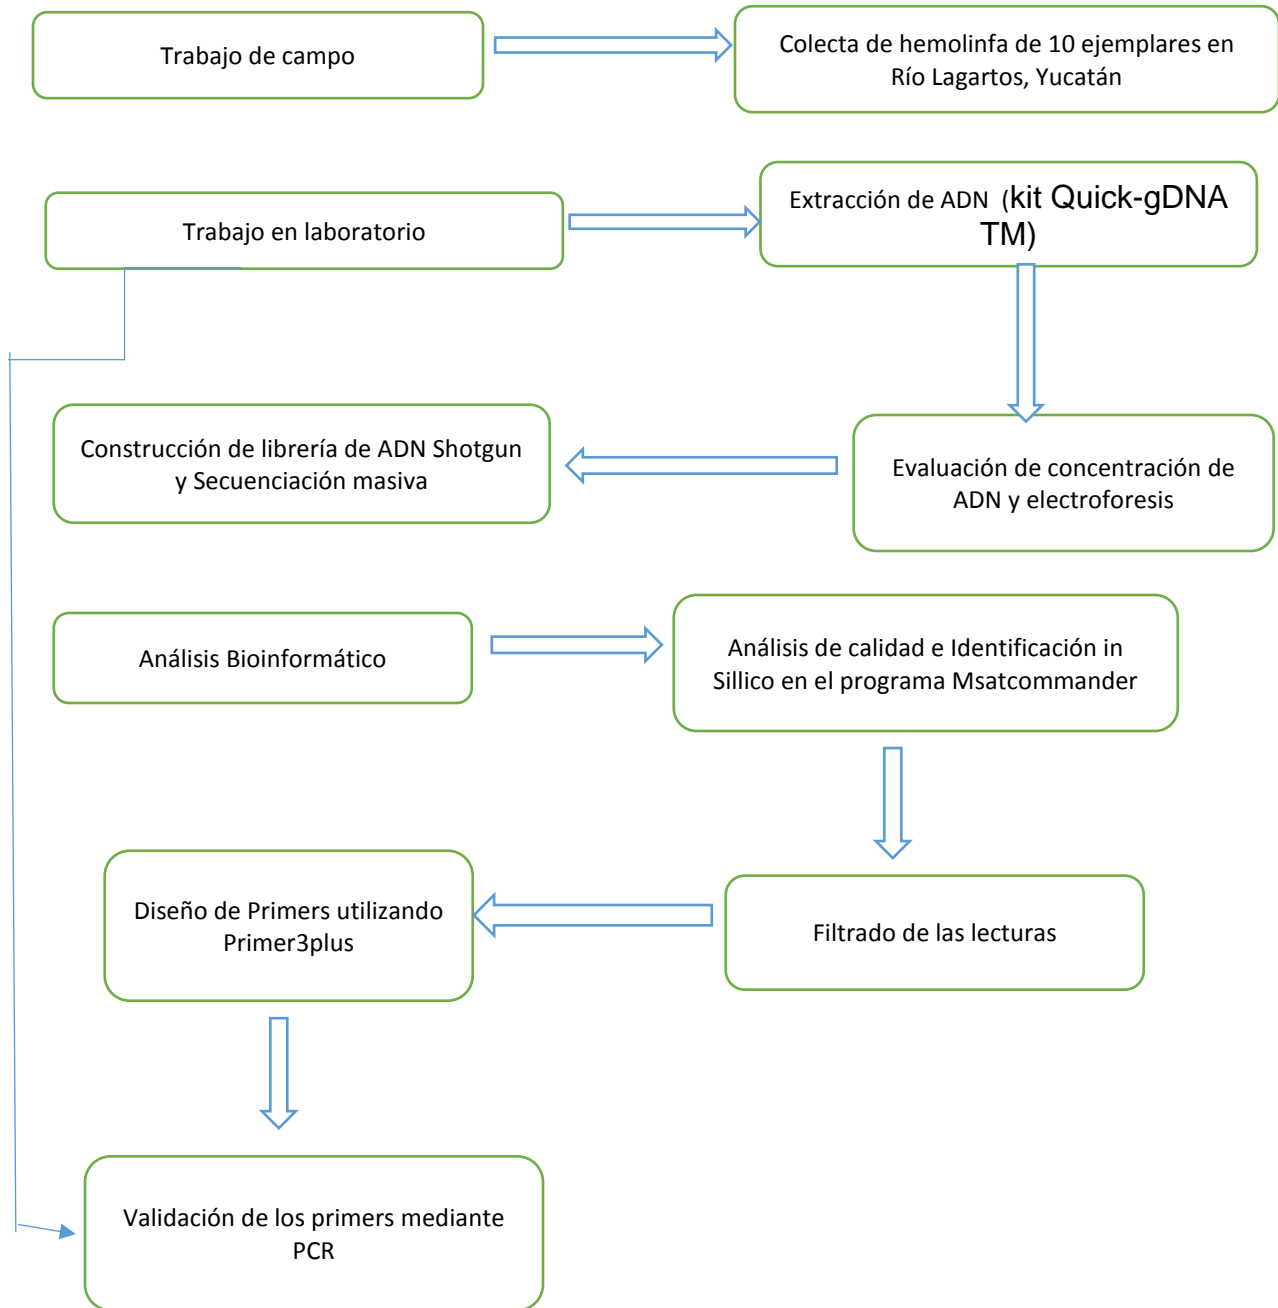 Trabajo de campo
Colecta de hemolinfa de 10 ejemplares en
Río Lagartos, Yucatán
Trabajo en laboratorio
Extracción de ADN (kit Quick-gDNA
TM)
Construcción de librería de ADN Shotgun
y Secuenciación masiva
Evaluación de concentración de
ADN y electroforesis
Análisis Bioinformático
Análisis de calidad e Identificación in
Sillico en el programa Msatcommander
Diseño de Primers utilizando
Primer3plus
Filtrado de las lecturas
Validación de los primers mediante
PCR